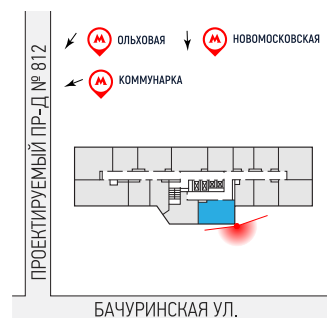 ОЛЬХОВАЯ
НОВОМОСКОВСКАЯ
КОММУНАРКА
ПРОЕКТИРУЕМЫЙ ПР-Д № 812
БАЧУРИНСКАЯ УЛ.